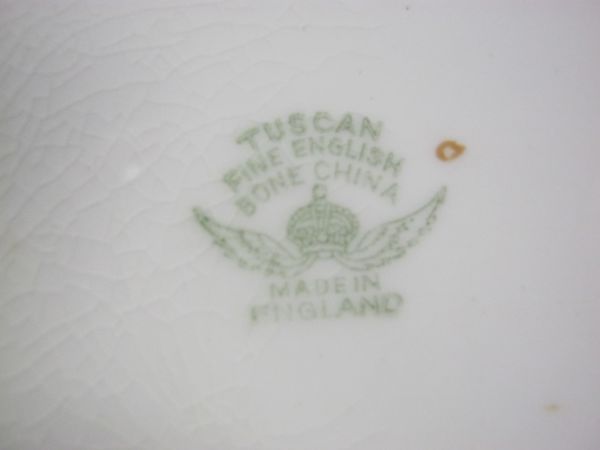 TUSCAN
FINE ENGLISH
BONE CHINA
MADE IN
ENGLAND